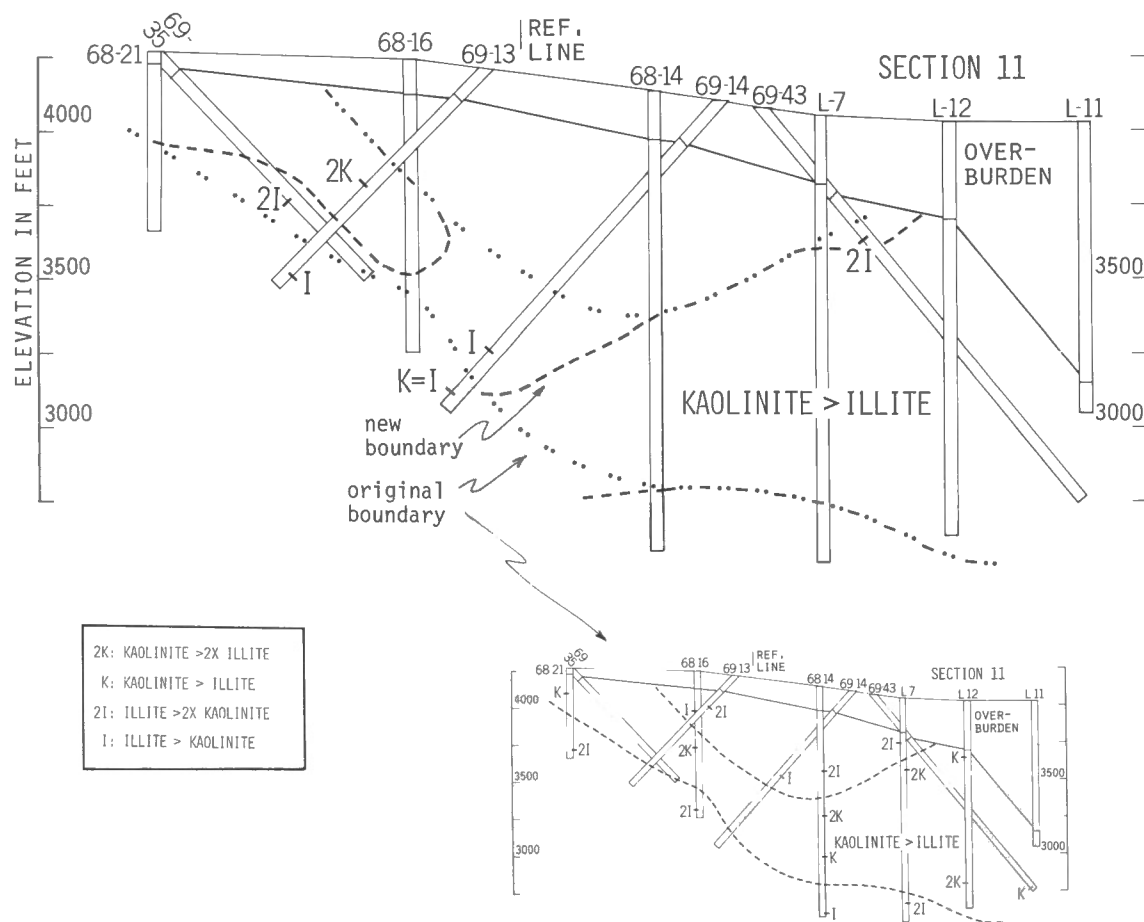 68-21
35
69-
68-16
69-13
REF.
LINE
68-14
69-14
69-43
L-7
SECTION 11
L-12
L-11
OVER-
BURDEN
ELEVATION IN FEET
4000
3500
3000
3500
3000
2K
2I
I
I
K=I
2I
KAOLINITE > ILLITE
new
boundary
original
boundary
2K: KAOLINITE >2X ILLITE
K: KAOLINITE > ILLITE
2I: ILLITE >2X KAOLINITE
I: ILLITE > KAOLINITE
68 21
35
69-
68 16
69 13
REF.
LINE
68 14
69 14
69-43
L 7
SECTION 11
L12
L 11
OVER-
BURDEN
4000
3500
3000
3500
3000
K
2I
I
2I
2K
2I
I
2I
2K
K
I
2I
2K
2I
K
2K
K
KAOLINITE > ILLITE